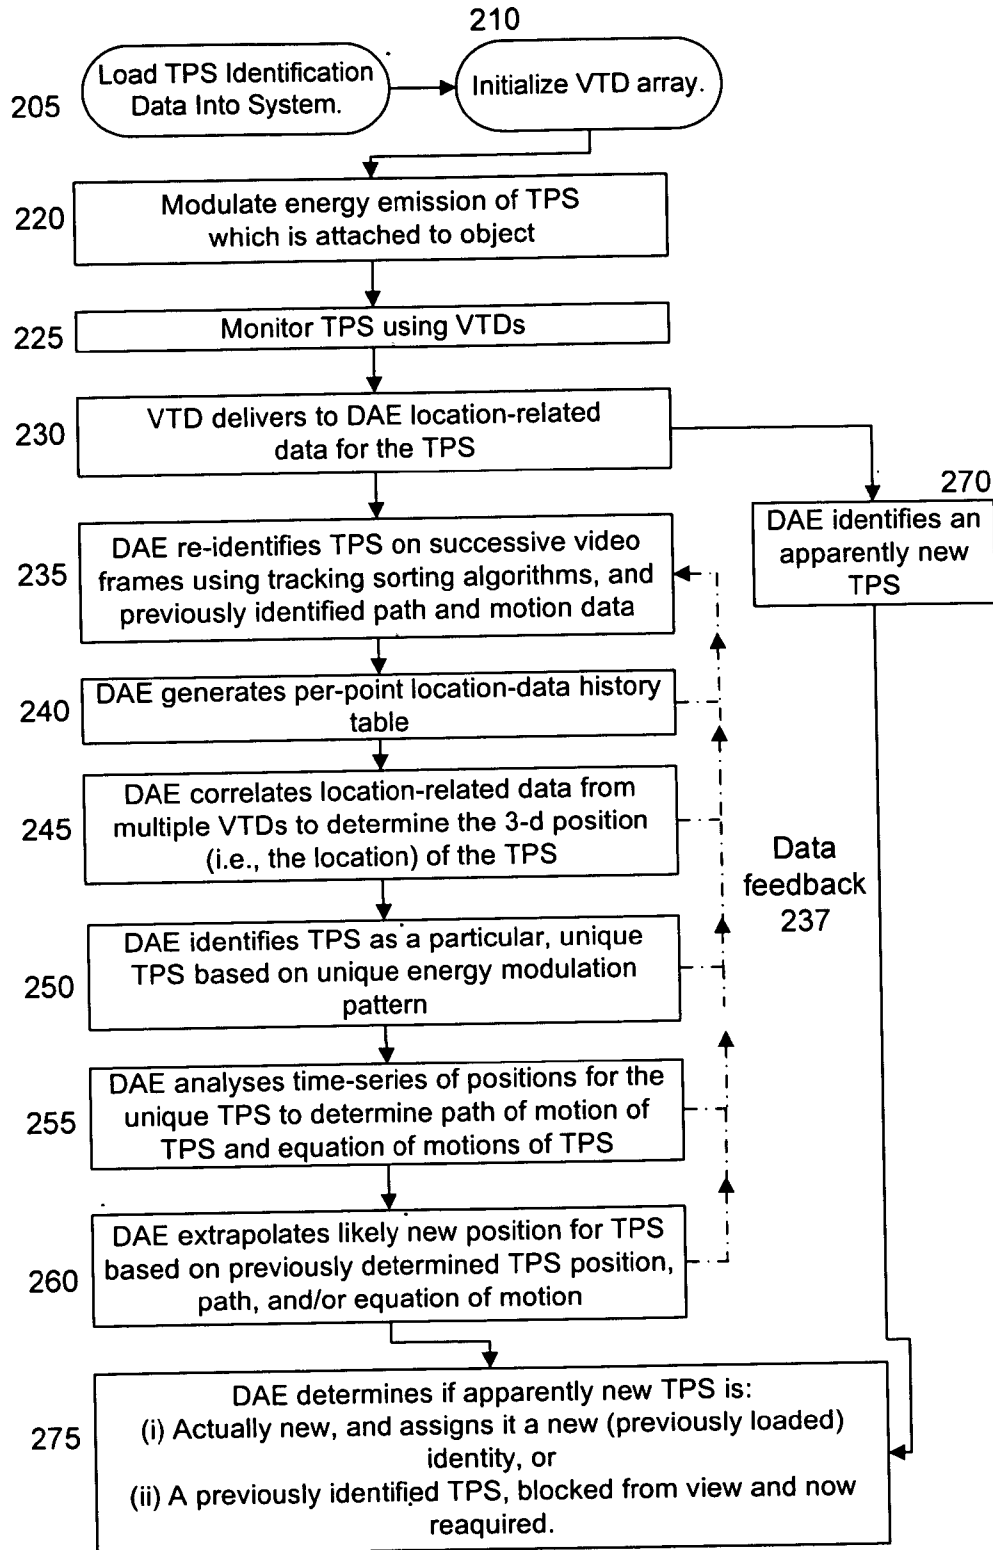 210
Load TPS Identification
Data Into System.
Initialize VTD array.
205
220
Modulate energy emission of TPS
which is attached to object
225
Monitor TPS using VTDs
230
VTD delivers to DAE location-related
data for the TPS
270
DAE identifies an
apparently new
TPS
235
DAE re-identifies TPS on successive video
frames using tracking sorting algorithms, and
previously identified path and motion data
240
DAE generates per-point location-data history
table
245
DAE correlates location-related data from
multiple VTDs to determine the 3-d position
(i.e., the location) of the TPS
Data
feedback
237
250
DAE identifies TPS as a particular, unique
TPS based on unique energy modulation
pattern
255
DAE analyses time-series of positions for the
unique TPS to determine path of motion of
TPS and equation of motions of TPS
260
DAE extrapolates likely new position for TPS
based on previously determined TPS position,
path, and/or equation of motion
275
DAE determines if apparently new TPS is:
(i) Actually new, and assigns it a new (previously loaded)
identity, or
(ii) A previously identified TPS, blocked from view and now
reaquired.